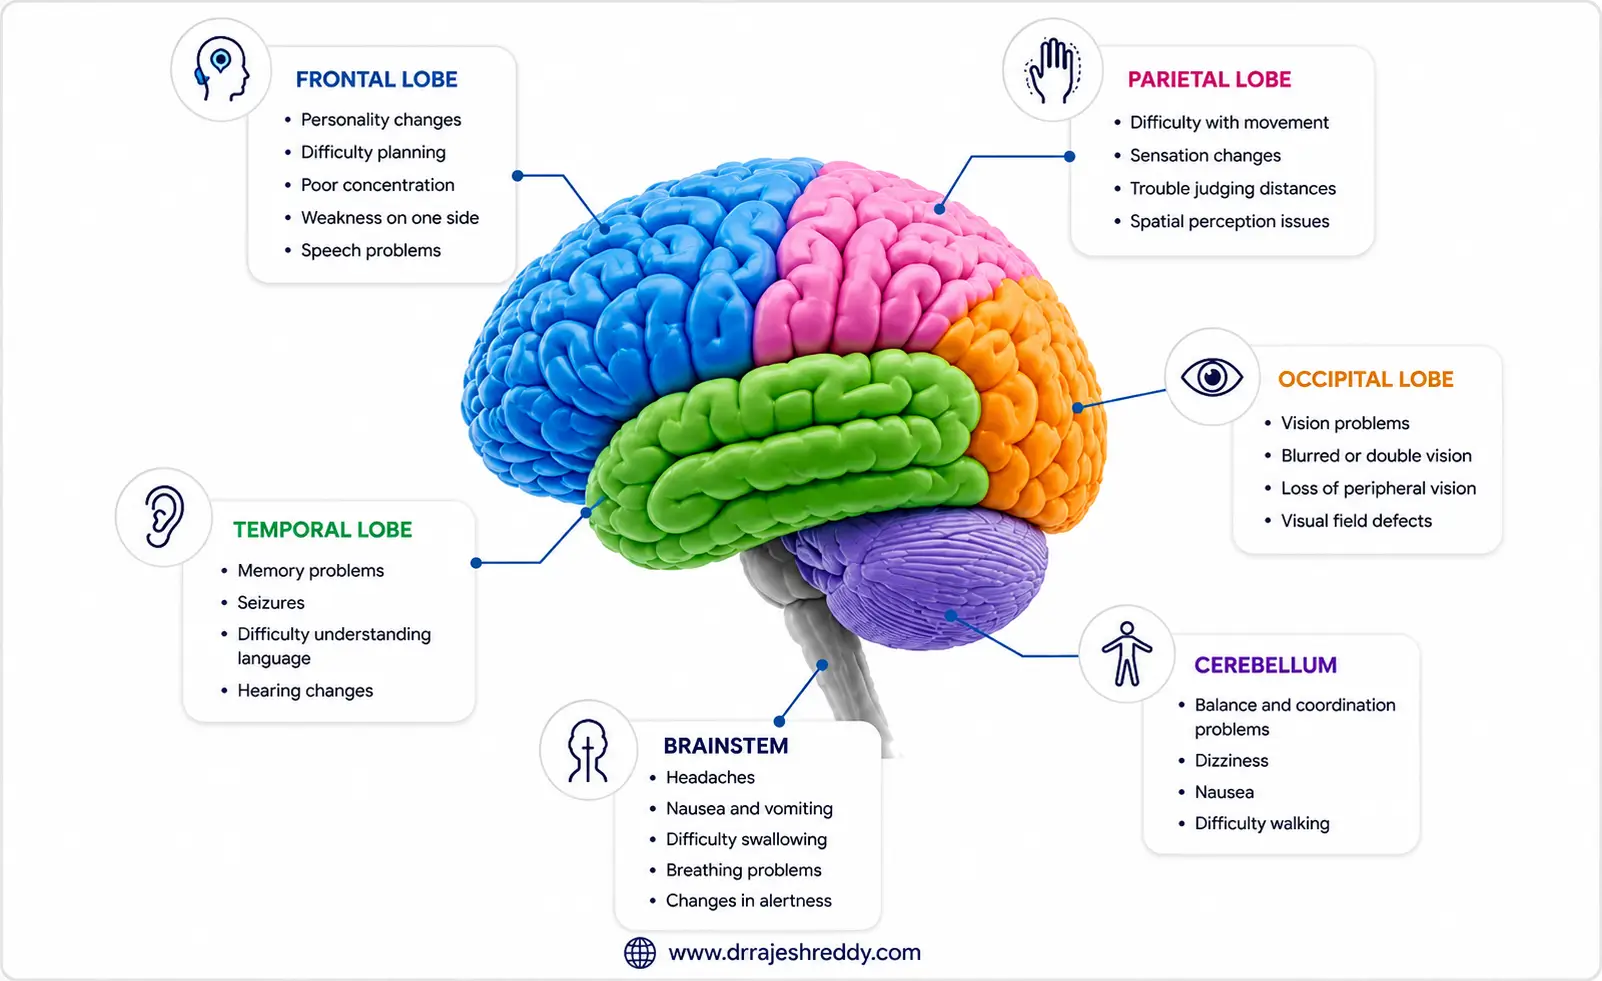 FRONTAL LOBE
• Personality changes
• Difficulty planning
• Poor concentration
• Weakness on one side
• Speech problems
PARIETAL LOBE
• Difficulty with movement
• Sensation changes
• Trouble judging distances
• Spatial perception issues
OCCIPITAL LOBE
• Vision problems
• Blurred or double vision
• Loss of peripheral vision
• Visual field defects
TEMPORAL LOBE
• Memory problems
• Seizures
• Difficulty understanding
language
• Hearing changes
CEREBELLUM
• Balance and coordination
problems
• Dizziness
• Nausea
• Difficulty walking
BRAINSTEM
• Headaches
• Nausea and vomiting
• Difficulty swallowing
• Breathing problems
• Changes in alertness
www.drrajeshreddy.com